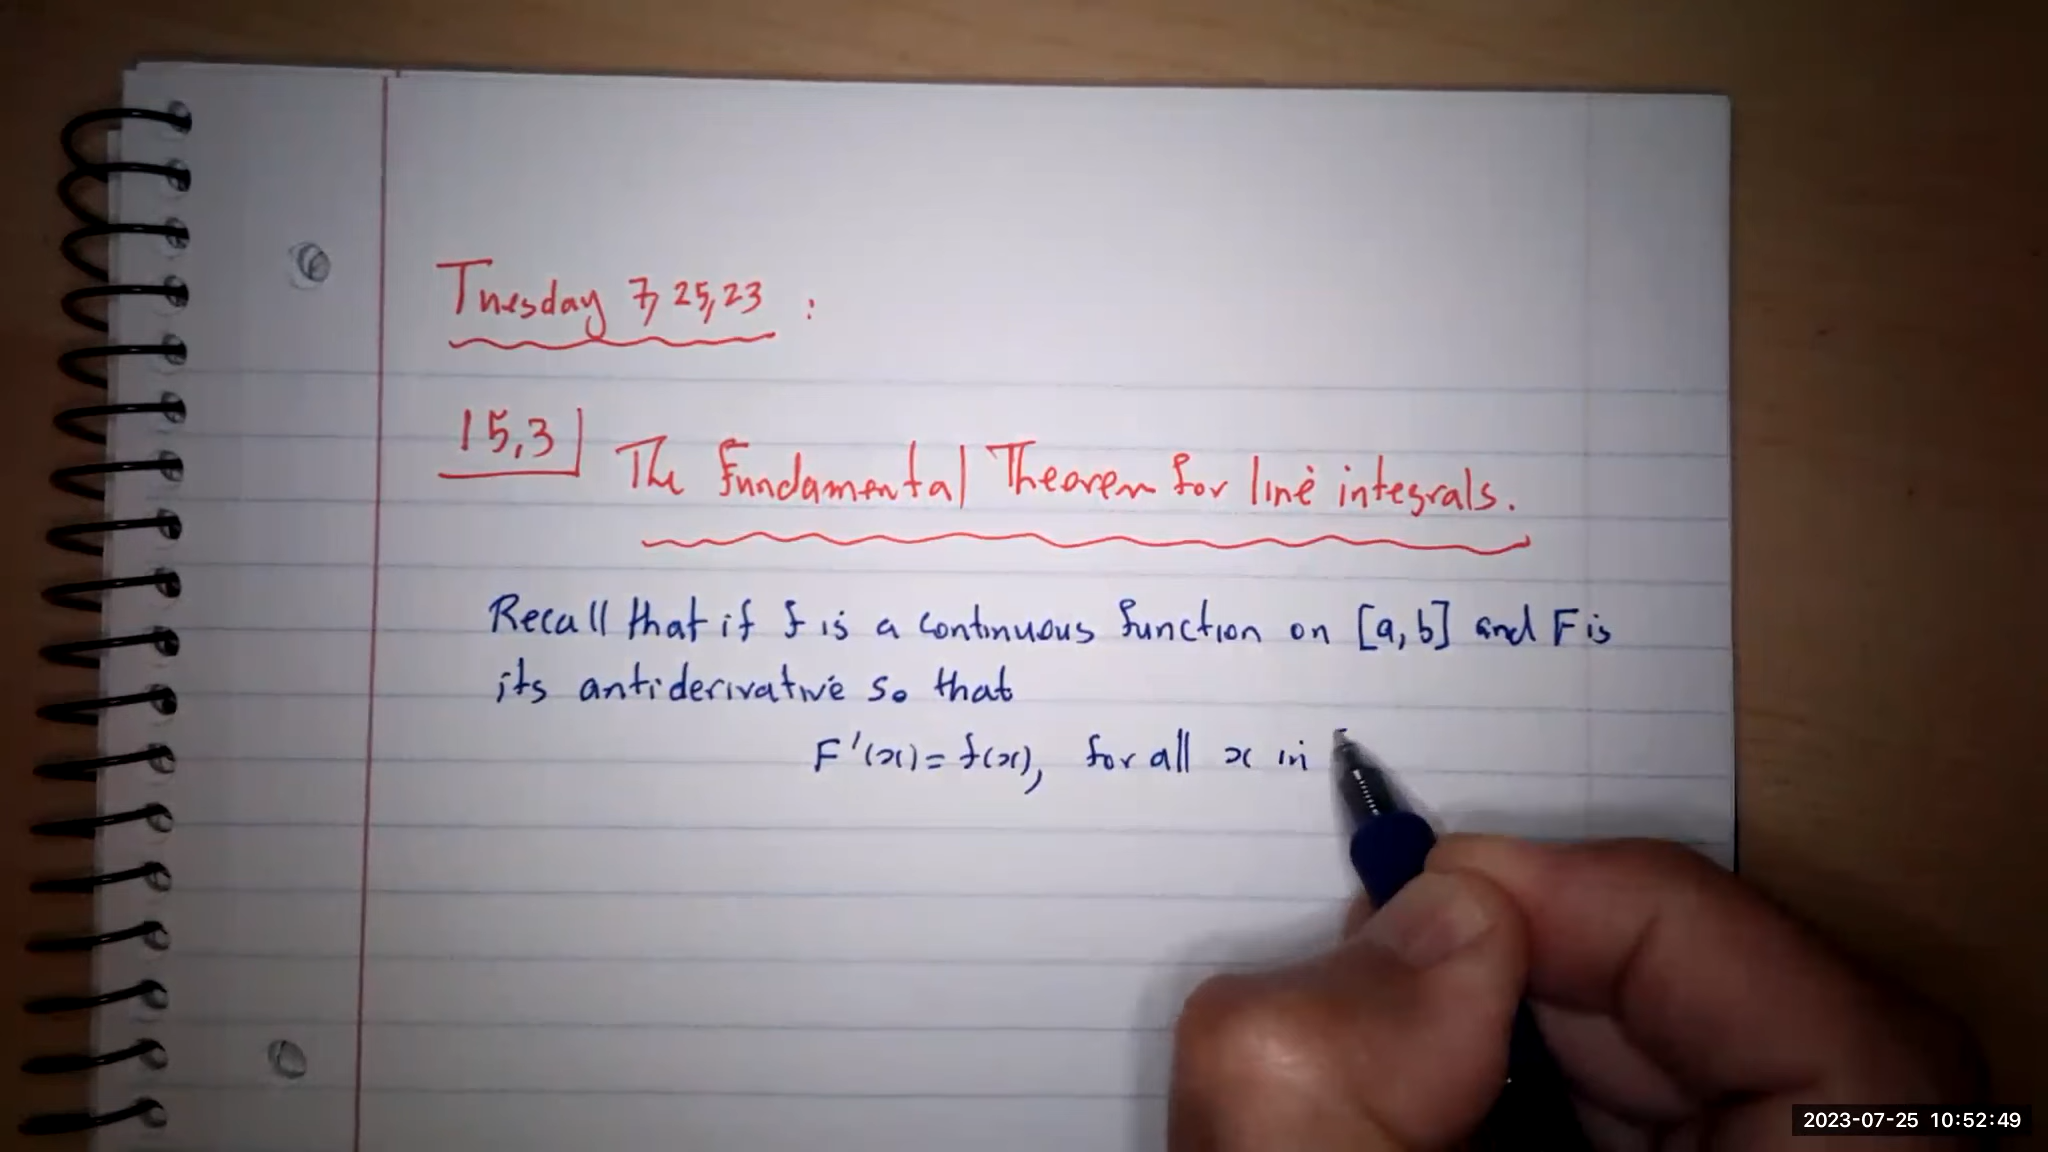 Tuesday 7,25,23 :
15,3
The Fundamental Theorem for line integrals.
Recall that if f is a continuous function on [a, b] and F is
its antiderivative so that
F'(x) = f(x), for all x in [
2023-07-25 10:52:49